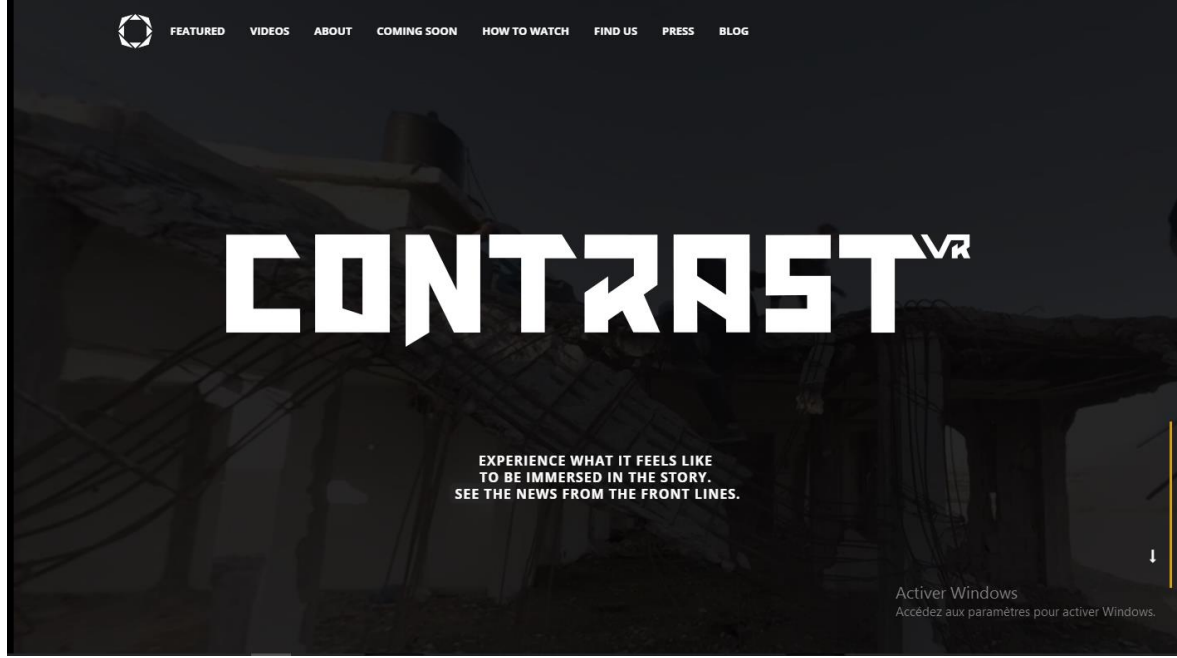 FEATURED VIDEOS ABOUT COMING SOON HOW TO WATCH FIND US PRESS BLOG
CONTRAST VR
EXPERIENCE WHAT IT FEELS LIKE
TO BE IMMERSED IN THE STORY.
SEE THE NEWS FROM THE FRONT LINES.
Activer Windows
Accédez aux paramètres pour activer Windows.